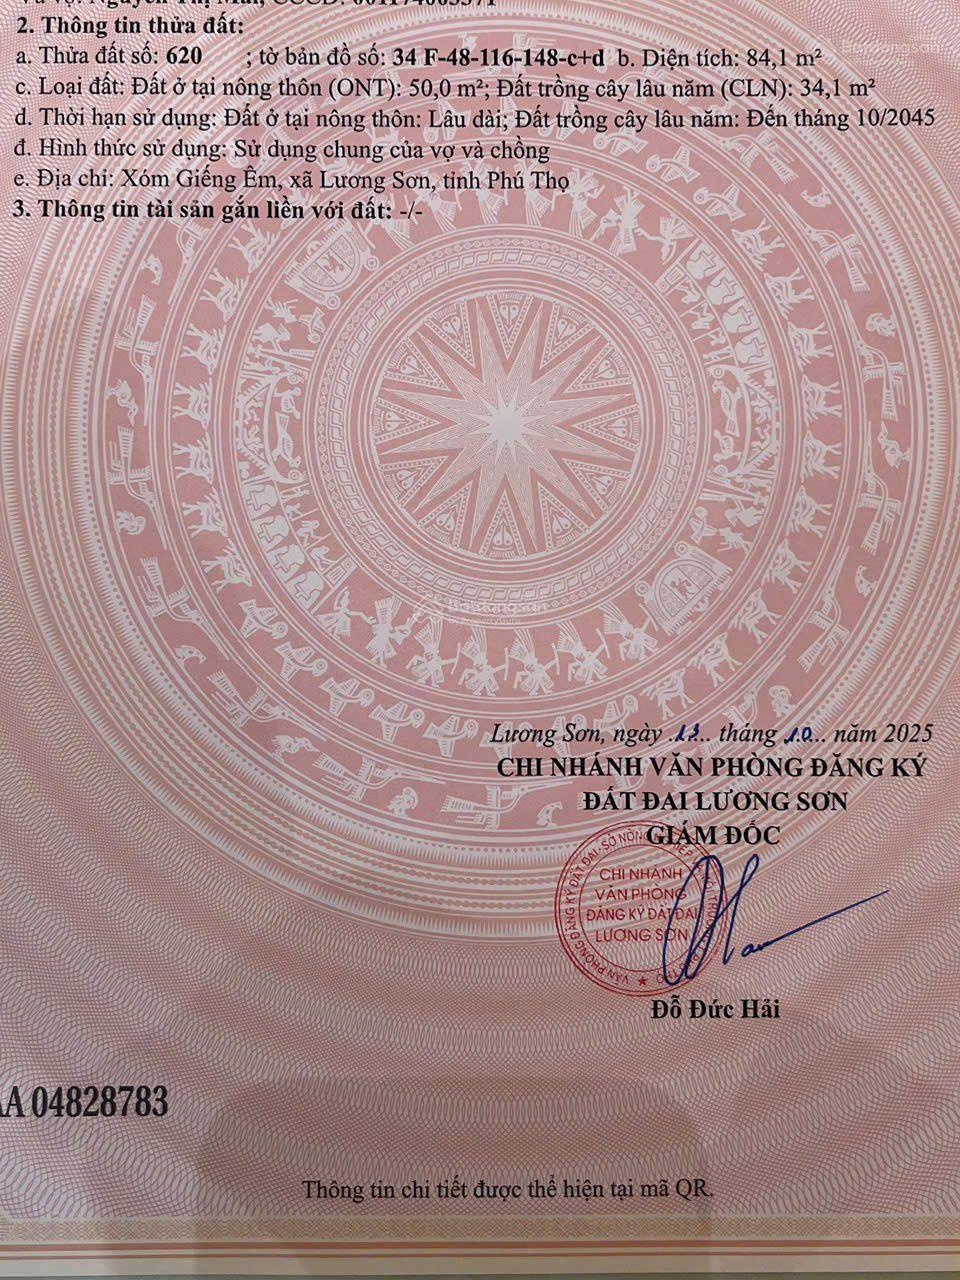 2. Thông tin thửa đất:
a. Thửa đất số: 620 ; tờ bản đồ số: 34 F-48-116-148-c+d b. Diện tích: 84,1 m²
c. Loại đất: Đất ở tại nông thôn (ONT): 50,0 m²; Đất trồng cây lâu năm (CLN): 34,1 m²
d. Thời hạn sử dụng: Đất ở tại nông thôn: Lâu dài; Đất trồng cây lâu năm: Đến tháng 10/2045
đ. Hình thức sử dụng: Sử dụng chung của vợ và chồng
e. Địa chỉ: Xóm Giếng Êm, xã Lương Sơn, tỉnh Phú Thọ
3. Thông tin tài sản gắn liền với đất: -/-
Lương Sơn, ngày tháng 10 năm 2025
CHI NHÁNH VĂN PHÒNG ĐĂNG KÝ
ĐẤT ĐAI LƯƠNG SƠN
GIÁM ĐỐC
CHI NHÁNH
VĂN PHÒNG
ĐĂNG KÝ ĐẤT ĐAI
LƯƠNG SƠN
Đỗ Đức Hải
AA 04828783
Thông tin chi tiết được thể hiện tại mã QR.